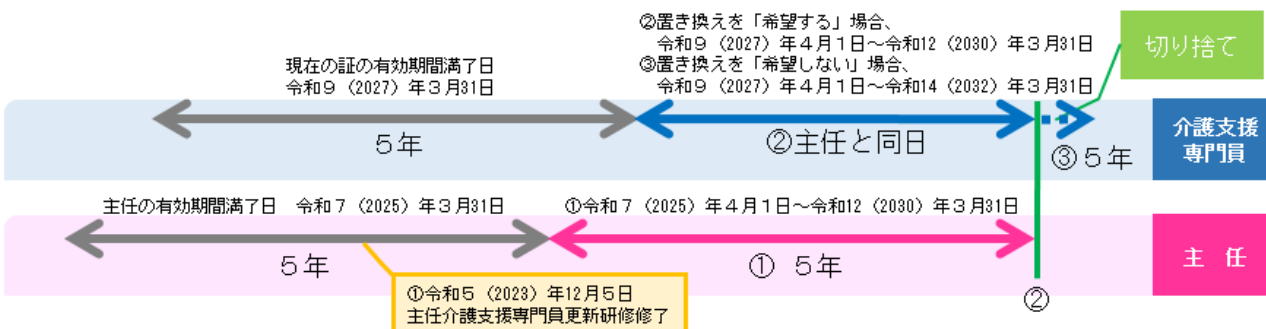 ②置き換えを「希望する」場合、
令和９（2027）年４月１日～令和12（2030）年３月31日
③置き換えを「希望しない」場合、
令和９（2027）年４月１日～令和14（2032）年３月31日
切り捨て
現在の証の有効期間満了日
令和９（2027）年３月31日
５年
②主任と同日
③５年
介護支援
専門員
主任の有効期間満了日　令和７（2025）年３月31日
①令和７（2025）年４月１日～令和12（2030）年３月31日
５年
①　５年
主　任
①令和５（2023）年12月５日
主任介護支援専門員更新研修修了
②